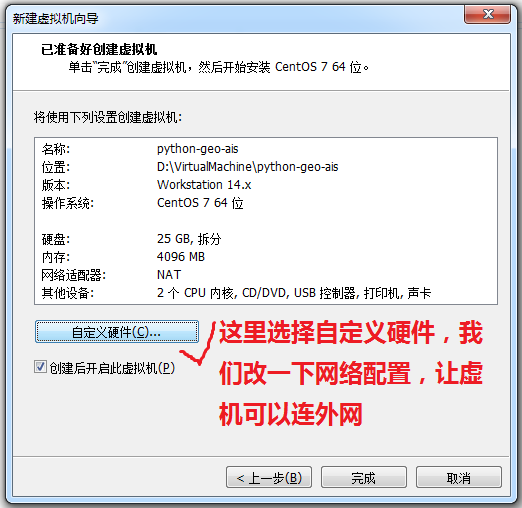 新建虚拟机向导
已准备好创建虚拟机
单击“完成”创建虚拟机，然后开始安装 CentOS 7 64 位。
将使用下列设置创建虚拟机:
名称: python-geo-ais
位置: D:\VirtualMachine\python-geo-ais
版本: Workstation 14.x
操作系统: CentOS 7 64 位
硬盘: 25 GB, 拆分
内存: 4096 MB
网络适配器: NAT
其他设备: 2 个 CPU 内核, CD/DVD, USB 控制器, 打印机, 声卡
自定义硬件(C)...
创建后开启此虚拟机(P)
这里选择自定义硬件，我
们改一下网络配置，让虚
机可以连外网
< 上一步(B)
完成
取消